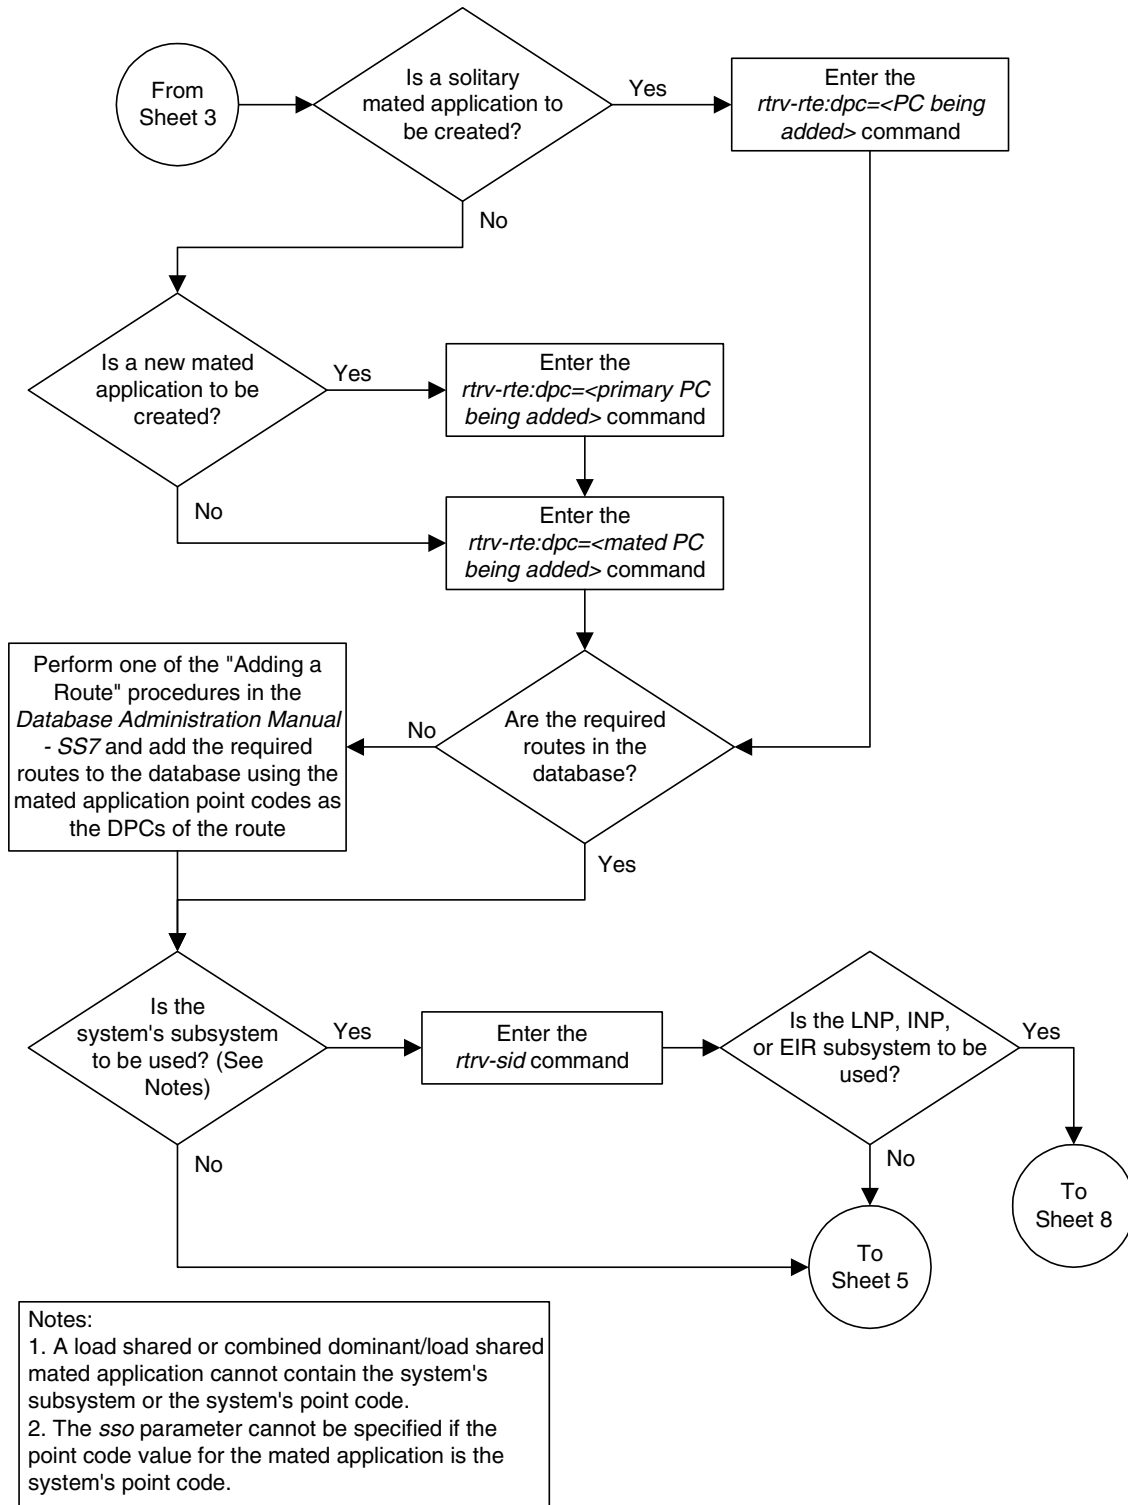 From
Sheet 3
Is a solitary
mated application to
be created?
Yes
Enter the
rtrv-rte:dpc=<PC being
added> command
No
Is a new mated
application to be
created?
Yes
Enter the
rtrv-rte:dpc=<primary PC
being added> command
No
Enter the
rtrv-rte:dpc=<mated PC
being added> command
Perform one of the "Adding a
Route" procedures in the
Database Administration Manual
- SS7 and add the required
routes to the database using the
mated application point codes as
the DPCs of the route
No
Are the required
routes in the
database?
Yes
Is the
system's subsystem
to be used? (See
Notes)
Yes
Enter the
rtrv-sid command
Is the LNP, INP,
or EIR subsystem to be
used?
Yes
No
No
To
Sheet 8
To
Sheet 5
Notes:
1. A load shared or combined dominant/load shared
mated application cannot contain the system's
subsystem or the system's point code.
2. The sso parameter cannot be specified if the
point code value for the mated application is the
system's point code.